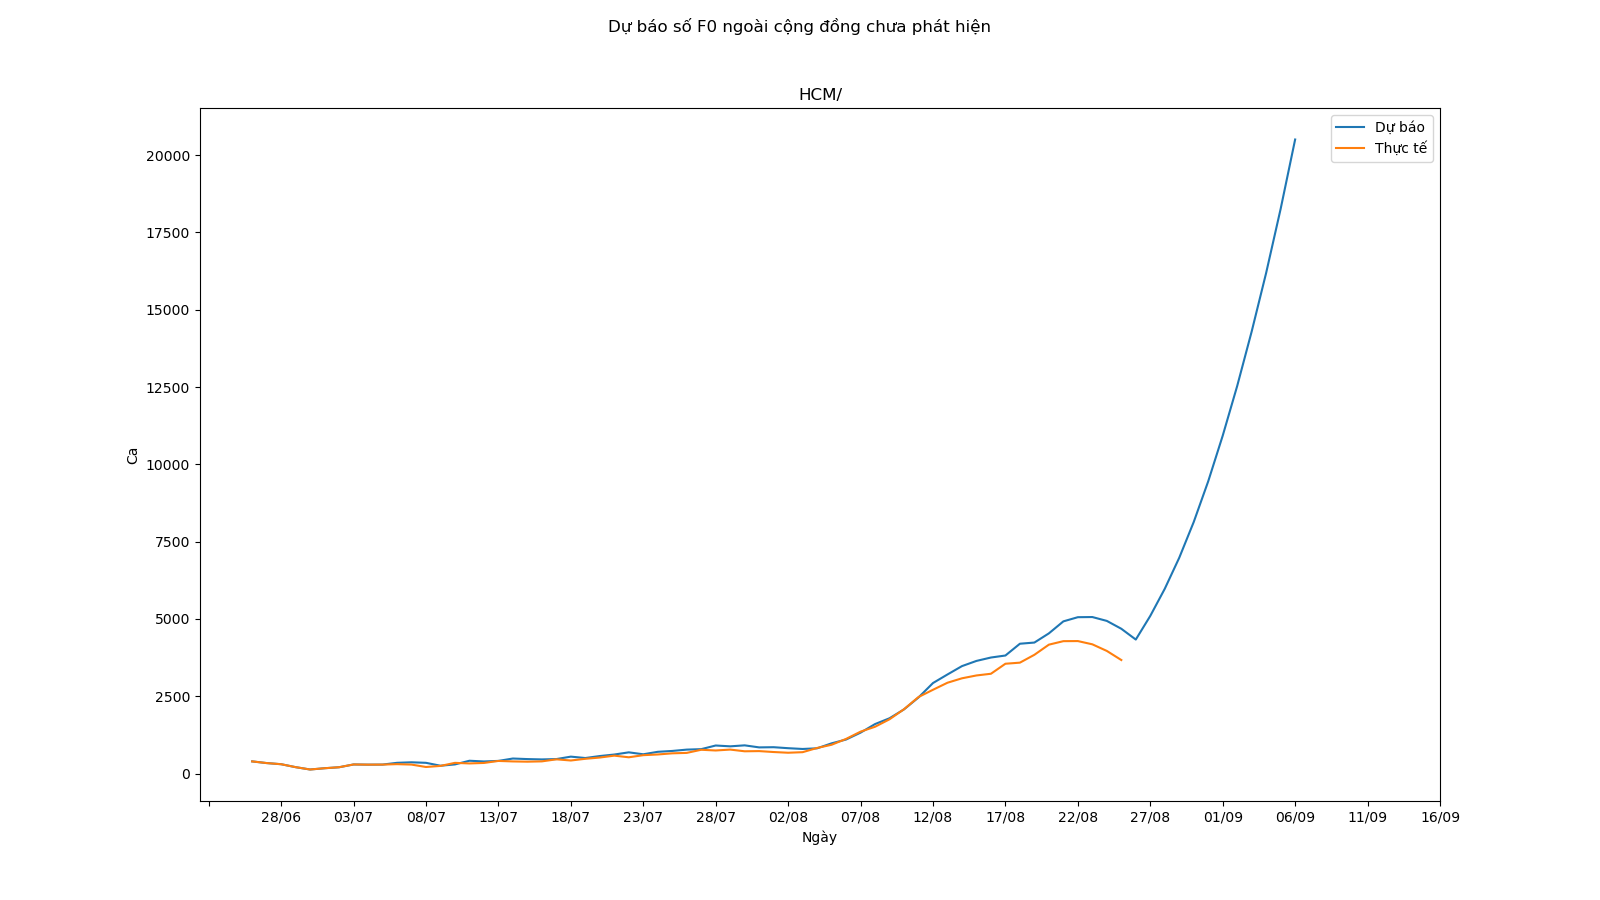 Dự báo số F0 ngoài cộng đồng chưa phát hiện
HCM/
Dự báo
Thực tế
20000
17500
15000
12500
10000
7500
5000
2500
0
Ca
28/06 03/07 08/07 13/07 18/07 23/07 28/07 02/08 07/08 12/08 17/08 22/08 27/08 01/09 06/09 11/09 16/09
Ngày